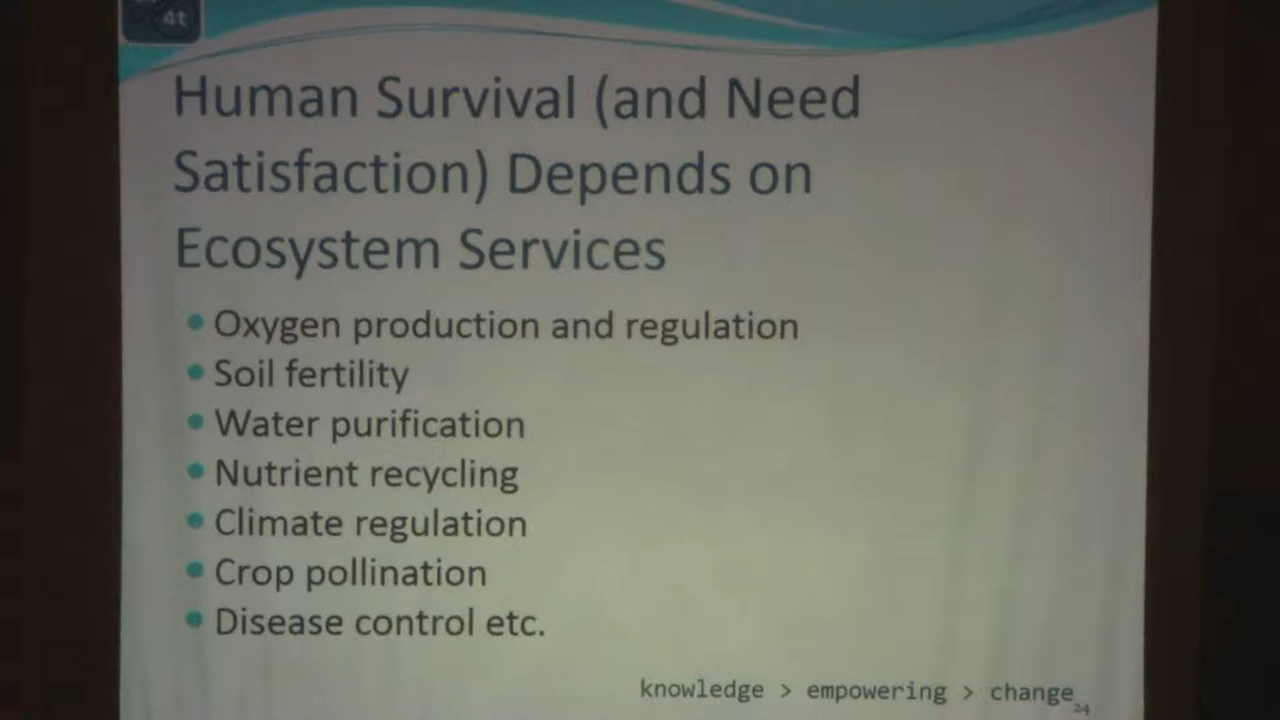 4t
Human Survival (and Need
Satisfaction) Depends on
Ecosystem Services
• Oxygen production and regulation
• Soil fertility
• Water purification
• Nutrient recycling
• Climate regulation
• Crop pollination
• Disease control etc.
knowledge > empowering > change
24